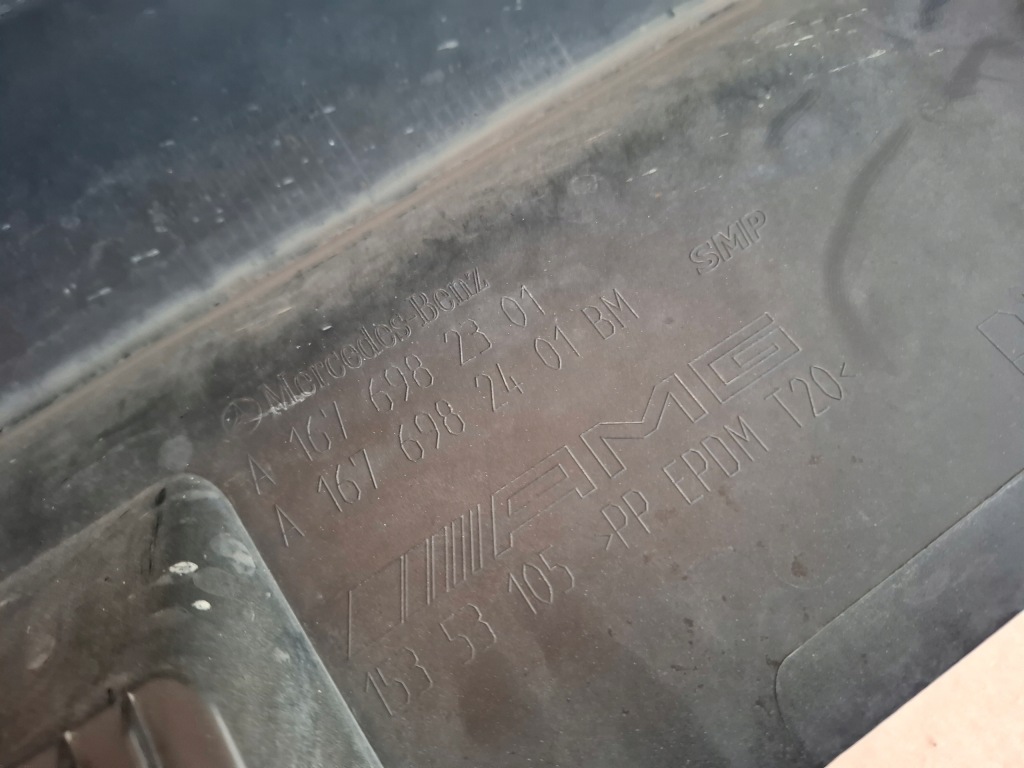 Mercedes Benz
A 167 698 23 01
A 167 698 24 01 BM
SMP
AMG
153 53 105 >PP EPDM T20<